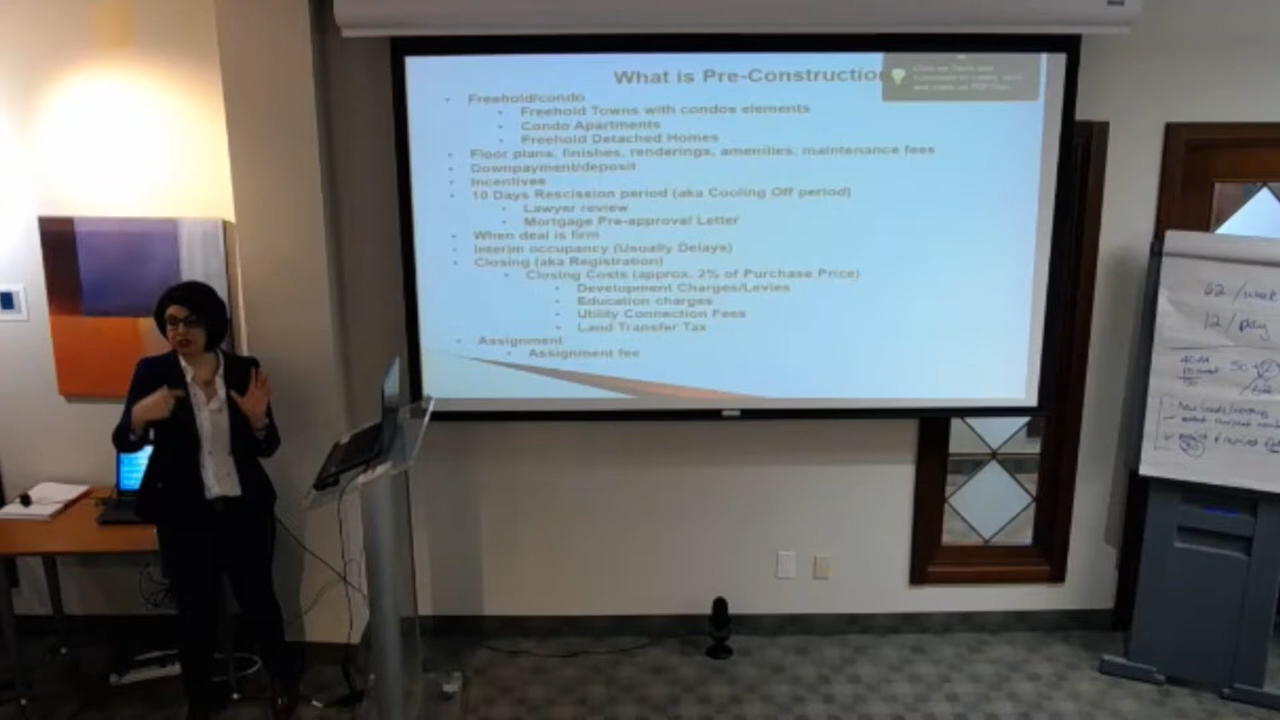 What is Pre-Construction
Freehold/condo
Freehold Towns with condos elements
Condo Apartments
Freehold Detached Homes
Floor plans, finishes, renderings, amenities, maintenance fees
Downpayment/deposit
Incentives
10 Days Rescission period (aka Cooling Off period)
Lawyer review
Mortgage Pre-approval Letter
When deal is firm
Interim occupancy (Usually Delays)
Closing (aka Registration)
Closing Costs (approx. 2% of Purchase Price)
Development Charges/Levies
Education charges
Utility Connection Fees
Land Transfer Tax
Assignment
Assignment fee
62 /week
12 / day
50